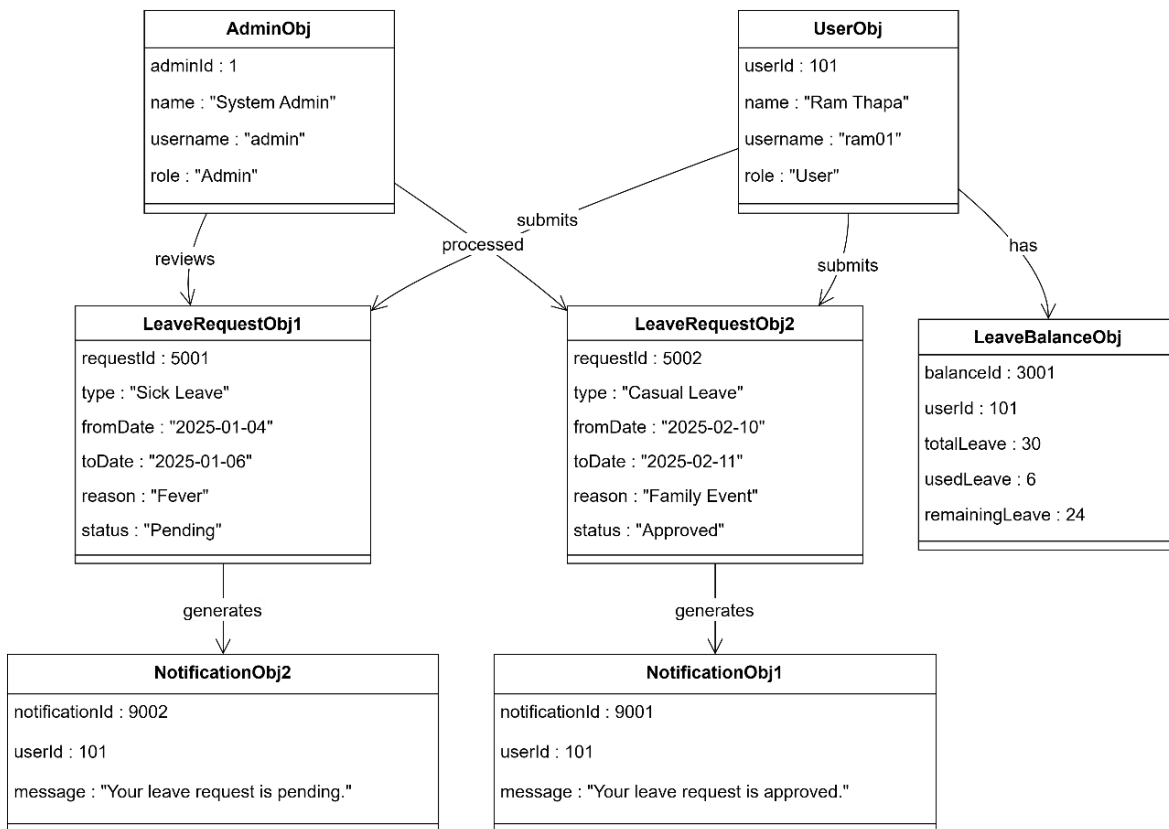 AdminObj
adminId : 1
name : "System Admin"
username : "admin"
role : "Admin"
UserObj
userId : 101
name : "Ram Thapa"
username : "ram01"
role : "User"
reviews
processed
submits
submits
has
LeaveRequestObj1
requestId : 5001
type : "Sick Leave"
fromDate : "2025-01-04"
toDate : "2025-01-06"
reason : "Fever"
status : "Pending"
LeaveRequestObj2
requestId : 5002
type : "Casual Leave"
fromDate : "2025-02-10"
toDate : "2025-02-11"
reason : "Family Event"
status : "Approved"
LeaveBalanceObj
balanceId : 3001
userId : 101
totalLeave : 30
usedLeave : 6
remainingLeave : 24
generates
generates
NotificationObj2
notificationId : 9002
userId : 101
message : "Your leave request is pending."
NotificationObj1
notificationId : 9001
userId : 101
message : "Your leave request is approved."